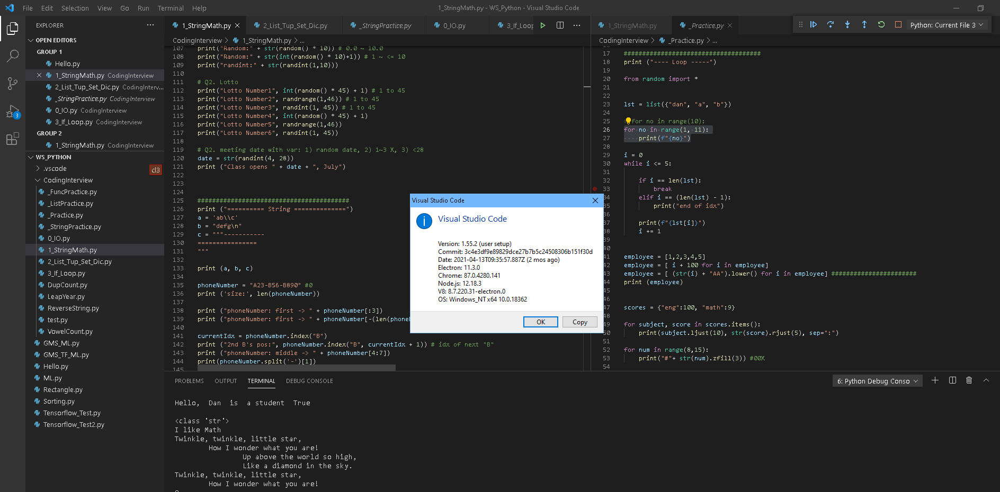 File Edit Selection View Go Run Terminal Help
1_StringMath.py - WS_Python - Visual Studio Code
EXPLORER
OPEN EDITORS
GROUP 1
Hello.py
1_StringMath.py CodingInterview
2_List_Tup_Set_Dic.py CodingInterv...
_StringPractice.py CodingInterview
0_IO.py CodingInterview
3_If_Loop.py CodingInterview
GROUP 2
1_StringMath.py CodingInterview
3
WS_PYTHON
.vscode
cl3
CodingInterview
_FuncPractice.py
_ListPractice.py
_Practice.py
_StringPractice.py
0_IO.py
1_StringMath.py
2_List_Tup_Set_Dic.py
3_If_Loop.py
DupCount.py
LeapYear.py
ReverseString.py
test.py
VowelCount.py
GMS_ML.py
GMS_TF_ML.py
Hello.py
ML.py
Rectangle.py
Sorting.py
Tensorflow_Test.py
Tensorflow_Test2.py
1_StringMath.py 2_List_Tup_Set_Dic.py _StringPractice.py 0_IO.py 3_If_Loop
CodingInterview > 1_StringMath.py > ...
107 print("Random:" + str(random() * 10)) # 0.0 ~ 10.0
108 print("Random:" + str(int(random() * 10)+1)) # 1 ~ <= 10
109 print("randint:" + str(randint(1,10)))
110
111 # Q2. Lotto
112 print("Lotto Number1", int(random() * 45) + 1) # 1 to 45
113 print("Lotto Number2", randrange(1,46)) # 1 to 45
114 print("Lotto Number3", randint(1, 45)) # 1 to 45
115 print("Lotto Number4", int(random() * 45) + 1)
116 print("Lotto Number5", randrange(1,46))
117 print("Lotto Number6", randint(1, 45))
118
119 # Q2. meeting date with var: 1) random date, 2) 1~3 X, 3) <28
120 date = str(randint(4, 28))
121 print ("Class opens " + date + ", July")
122
123
124
125 #########################################
126 print ("========== String ==============")
127 a = 'ab\\c'
128 b = "defg\n"
129 c = """-----------
130 ================
131 """
132
133 print (a, b, c)
134
135 phoneNumber = "A23-B56-B890" #0
136 print ('size:', len(phoneNumber))
137
138 print ("phoneNumber: first -> " + phoneNumber[:3])
139 print ("phoneNumber: first -> " + phoneNumber[-(len(phone
140
141 currentIdx = phoneNumber.index("B")
142 print ("2nd B's pos:", phoneNumber.index("B", currentIdx + 1)) # idx of next "B"
143 print ("phoneNumber: middle -> " + phoneNumber[4:7])
144 print(phoneNumber.split('-')[1])
145
1_StringMath.py _Practice.py
Python: Current File 3
CodingInterview > _Practice.py > ...
17 #####################################
18 print ("---- Loop -----")
19
20 from random import *
21
22
23 lst = list({"dan", "a", "b"})
24
25 for no in range(10):
26 for no in range(1, 11):
27 print(f"{no}")
28
29 i = 0
30 while i <= 5:
31
32 if i == len(lst):
33 break
34 elif i == (len(lst) - 1):
35 print("end of idx")
36
37 print(f"{lst[i]}")
38 i += 1
39
40
41 employee = [1,2,3,4,5]
42 employee = [ i + 100 for i in employee]
43 employee = [ (str(i) + "AA").lower() for i in employee] #######################
44 print (employee)
45
46
47 scores = {"eng":100, "math":9}
48
49 for subject, score in scores.items():
50 print(subject.ljust(10), str(score).rjust(5), sep=":")
51
52 for num in range(8,15):
53 print("#"+ str(num).zfill(3)) #00X
54
Visual Studio Code
Visual Studio Code
Version: 1.55.2 (user setup)
Commit: 3c4e3df9e89829dce27b7b5c24508306b151f30d
Date: 2021-04-13T09:35:57.887Z (2 mos ago)
Electron: 11.3.0
Chrome: 87.0.4280.141
Node.js: 12.18.3
V8: 8.7.220.31-electron.0
OS: Windows_NT x64 10.0.18362
OK Copy
PROBLEMS OUTPUT TERMINAL DEBUG CONSOLE
6: Python Debug Conso
Hello, Dan is a student True
<class 'str'>
I like Math
Twinkle, twinkle, little star,
How I wonder what you are!
Up above the world so high,
Like a diamond in the sky.
Twinkle, twinkle, little star,
How I wonder what you are!